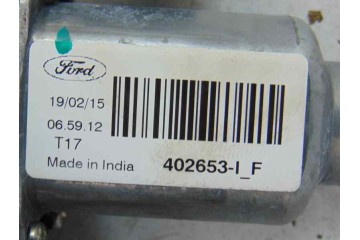 Ford
19/02/15
06.59.12
T17
Made in India
402653-I_F